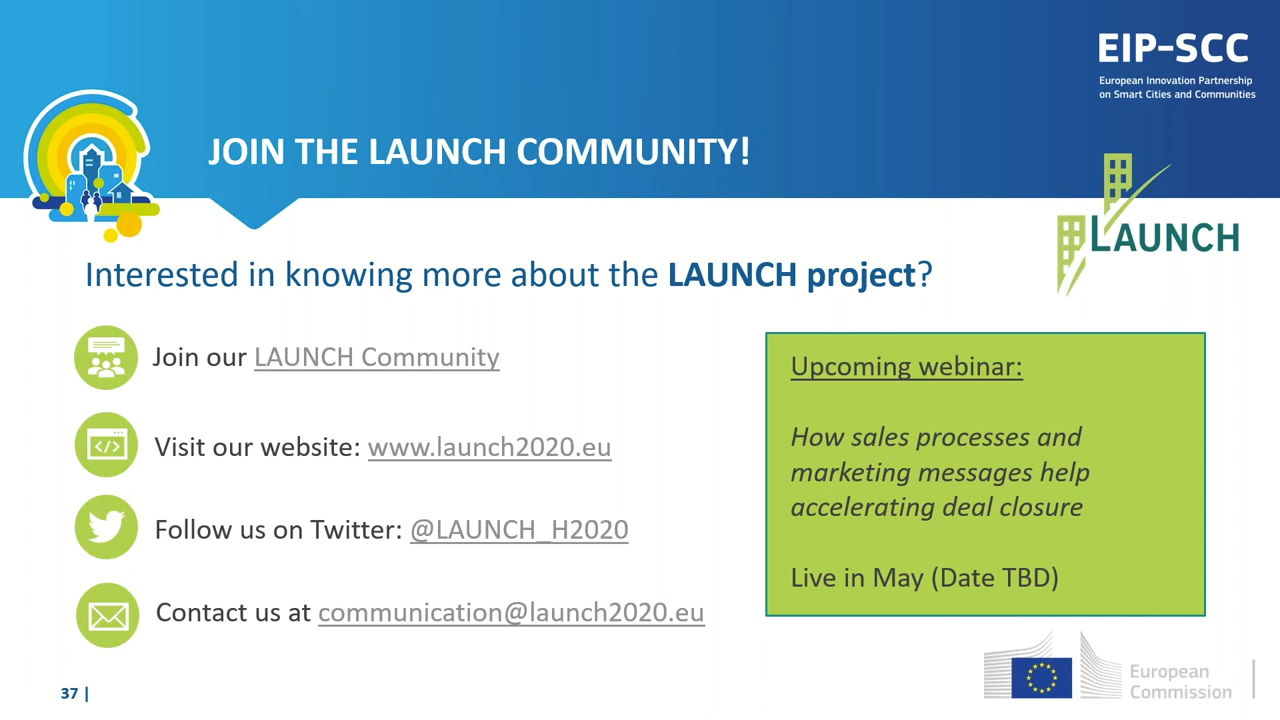 EIP-SCC
European Innovation Partnership
on Smart Cities and Communities
JOIN THE LAUNCH COMMUNITY!
LAUNCH
Interested in knowing more about the LAUNCH project?
Join our LAUNCH Community
Visit our website: www.launch2020.eu
Follow us on Twitter: @LAUNCH_H2020
Contact us at communication@launch2020.eu
Upcoming webinar:
How sales processes and
marketing messages help
accelerating deal closure
Live in May (Date TBD)
37 |
European
Commission